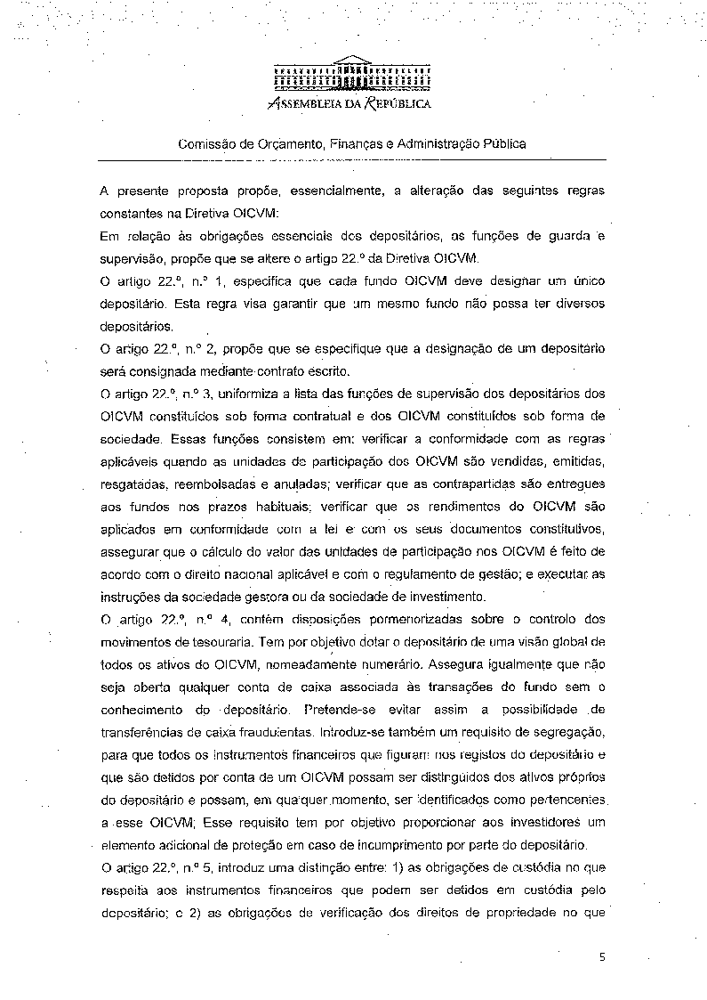 ASSEMBLEIA DA REPÚBLICA
Comissão de Orçamento, Finanças e Administração Pública
A presente proposta propõe, essencialmente, a alteração das seguintes regras
constantes na Diretiva OICVM:
Em relação às obrigações essenciais dos depositários, as funções de guarda e
supervisão, propõe que se altere o artigo 22.º da Diretiva OICVM.
O artigo 22.º, n.º 1, especifica que cada fundo OICVM deve designar um único
depositário. Esta regra visa garantir que um mesmo fundo não possa ter diversos
depositários.
O artigo 22.º, n.º 2, propõe que se especifique que a designação de um depositário
será consignada mediante contrato escrito.
O artigo 22.º, n.º 3, uniformiza a lista das funções de supervisão dos depositários dos
OICVM constituídos sob forma contratual e dos OICVM constituídos sob forma de
sociedade. Essas funções consistem em: verificar a conformidade com as regras
aplicáveis quando as unidades de participação dos OICVM são vendidas, emitidas,
resgatadas, reembolsadas e anuladas; verificar que as contrapartidas são entregues
aos fundos nos prazos habituais; verificar que os rendimentos do OICVM são
aplicados em conformidade com a lei e com os seus documentos constitutivos,
assegurar que o cálculo do valor das unidades de participação nos OICVM é feito de
acordo com o direito nacional aplicável e com o regulamento de gestão; e executar as
instruções da sociedade gestora ou da sociedade de investimento.
O artigo 22.º, n.º 4, contém disposições pormenorizadas sobre o controlo dos
movimentos de tesouraria. Tem por objetivo dotar o depositário de uma visão global de
todos os ativos do OICVM, nomeadamente numerário. Assegura igualmente que não
seja aberta qualquer conta de caixa associada às transações do fundo sem o
conhecimento do depositário. Pretende-se evitar assim a possibilidade de
transferências de caixa fraudulentas. Introduz-se também um requisito de segregação,
para que todos os instrumentos financeiros que figuram nos registos do depositário e
que são detidos por conta de um OICVM possam ser distinguidos dos ativos próprios
do depositário e possam, em qualquer momento, ser identificados como pertencentes
a esse OICVM; Esse requisito tem por objetivo proporcionar aos investidores um
elemento adicional de proteção em caso de incumprimento por parte do depositário.
O artigo 22.º, n.º 5, introduz uma distinção entre: 1) as obrigações de custódia no que
respeita aos instrumentos financeiros que podem ser detidos em custódia pelo
depositário; e 2) as obrigações de verificação dos direitos de propriedade no que
5